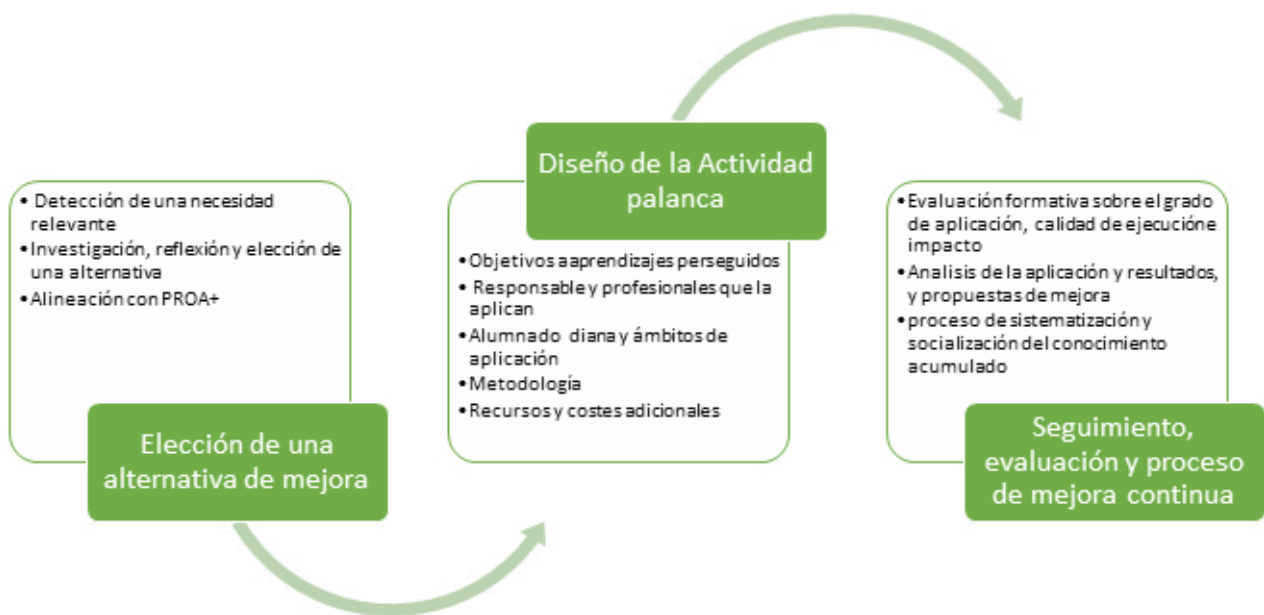 • Detección de una necesidad
relevante
• Investigación, reflexión y elección de
una alternativa
• Alineación con PROA+
Elección de una
alternativa de mejora
Diseño de la Actividad
palanca
• Objetivos aaprendizajes perseguidos
• Responsable y profesionales que la
aplican
• Alumnado diana y ámbitos de
aplicación
• Metodología
• Recursos y costes adicionales
• Evaluación formativa sobre el grado
de aplicación, calidad de ejecucióne
impacto
• Analisis de la aplicación y resultados,
y propuestas de mejora
• proceso de sistematización y
socialización del conocimiento
acumulado
Seguimiento,
evaluación y proceso
de mejora continua